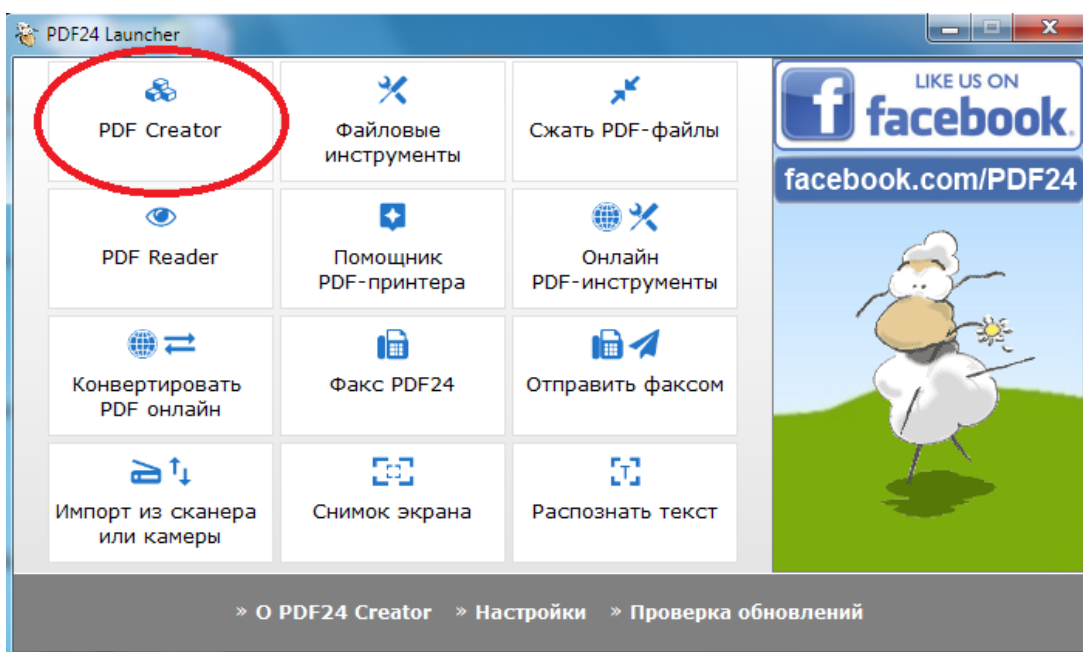 PDF24 Launcher
PDF Creator
Файловые
инструменты
Сжать PDF-файлы
PDF Reader
Помощник
PDF-принтера
Онлайн
PDF-инструменты
Конвертировать
PDF онлайн
Факс PDF24
Отправить факсом
Импорт из сканера
или камеры
Снимок экрана
T
Распознать текст
f
LIKE US ON
facebook.
facebook.com/PDF24
» О PDF24 Creator » Настройки » Проверка обновлений